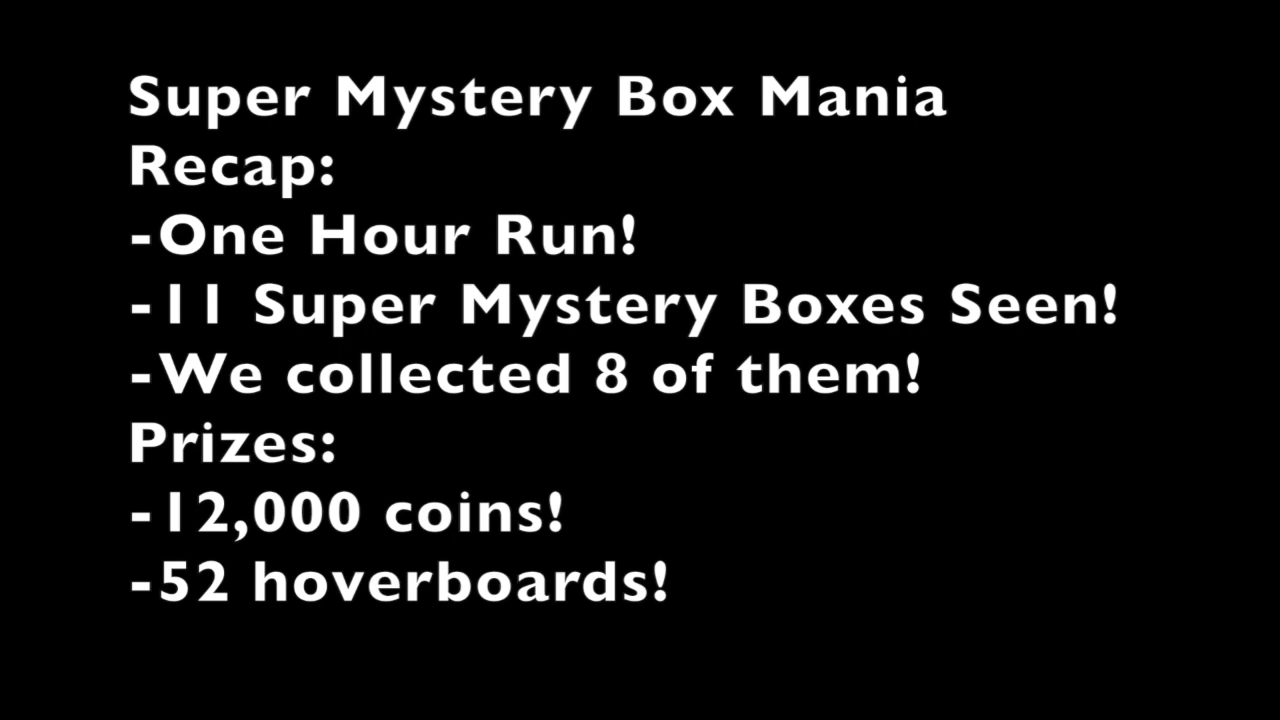 Super Mystery Box Mania
Recap:
-One Hour Run!
-11 Super Mystery Boxes Seen!
-We collected 8 of them!
Prizes:
-12,000 coins!
-52 hoverboards!